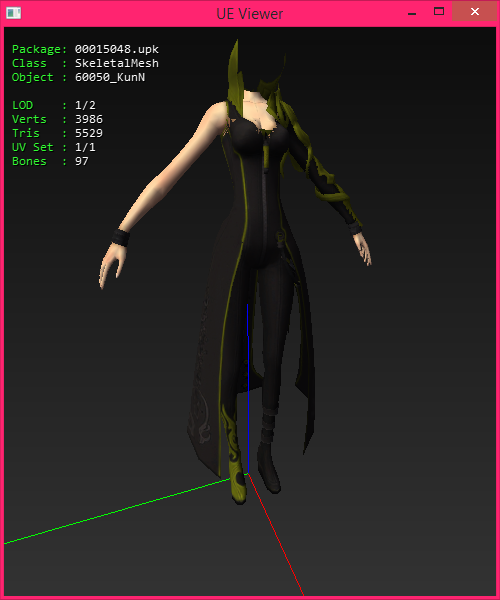 UE Viewer
Package: 00015048.upk
Class  : SkeletalMesh
Object : 60050_KunN
LOD    : 1/2
Verts  : 3986
Tris   : 5529
UV Set : 1/1
Bones  : 97